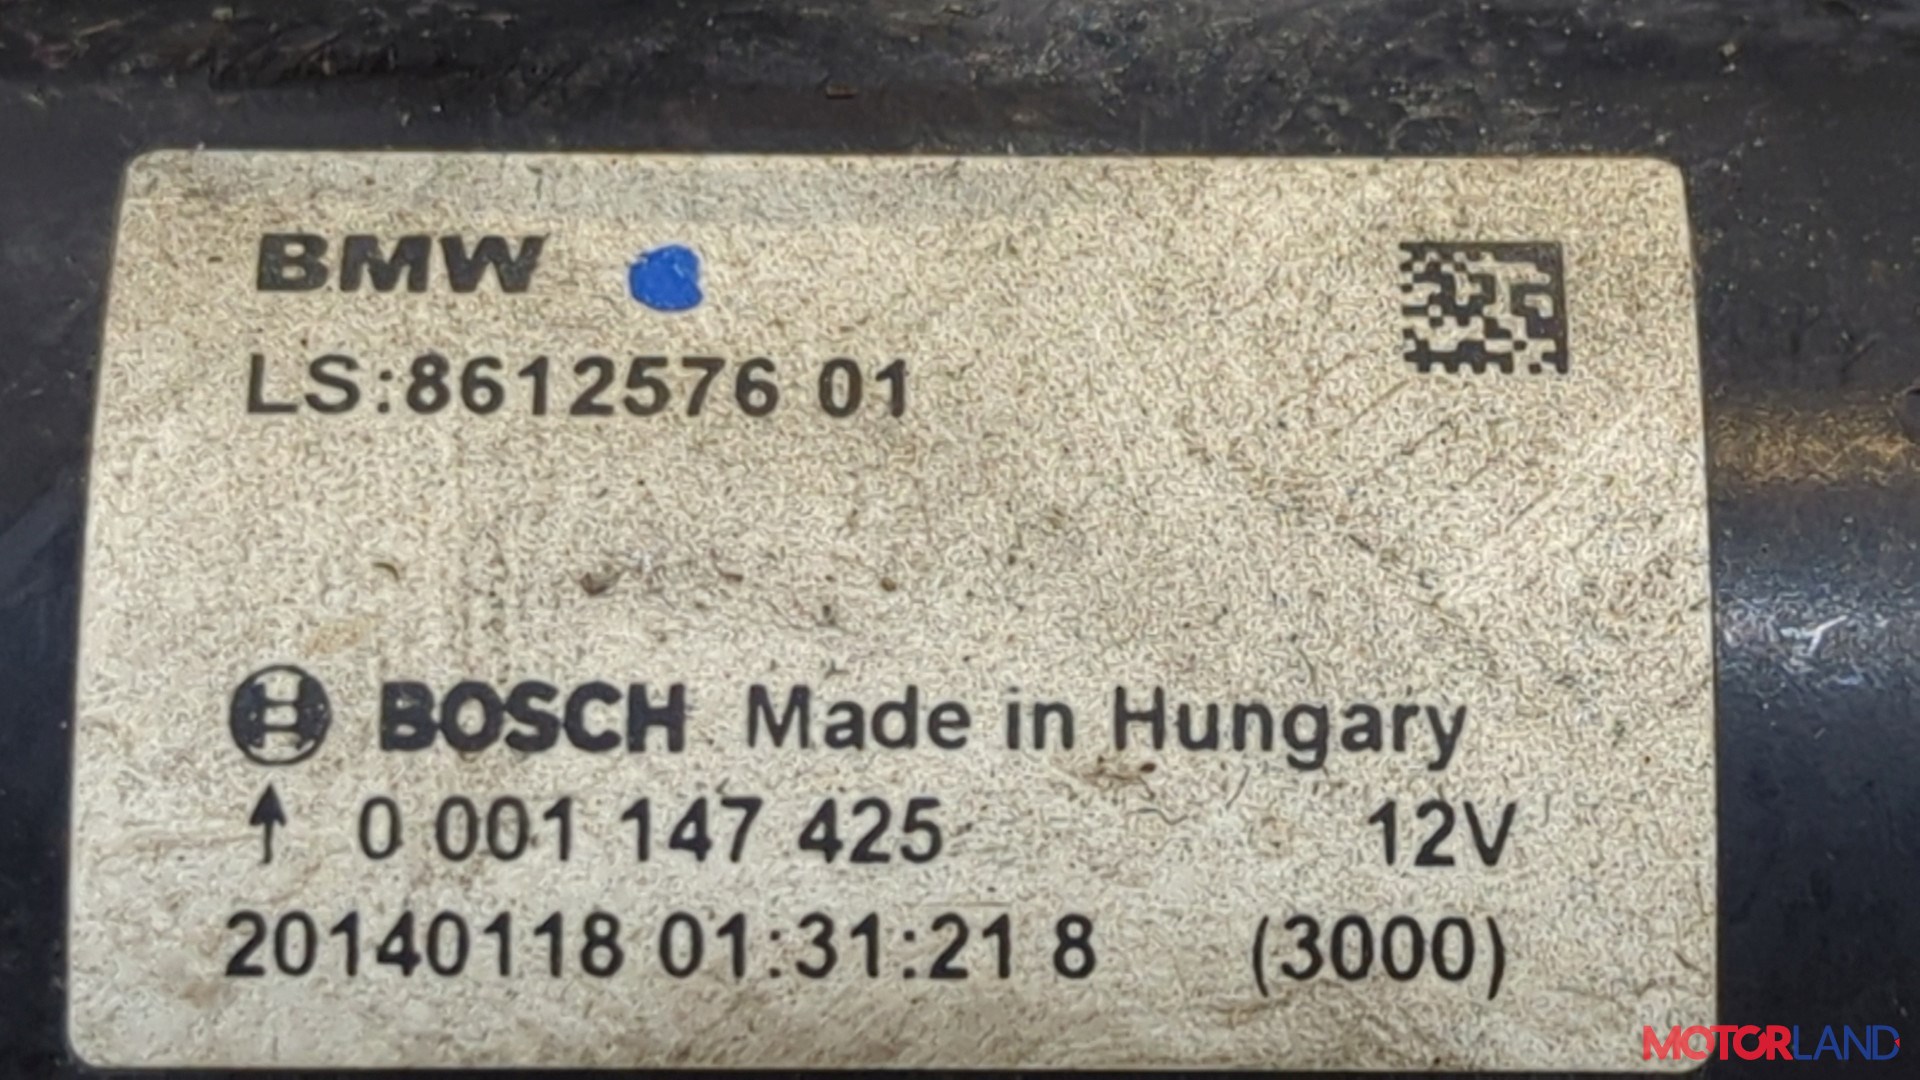 BMW
LS:8612576 01
BOSCH Made in Hungary
↑ 0 001 147 425 12V
20140118 01:31:21 8 (3000)
MOTORLAND